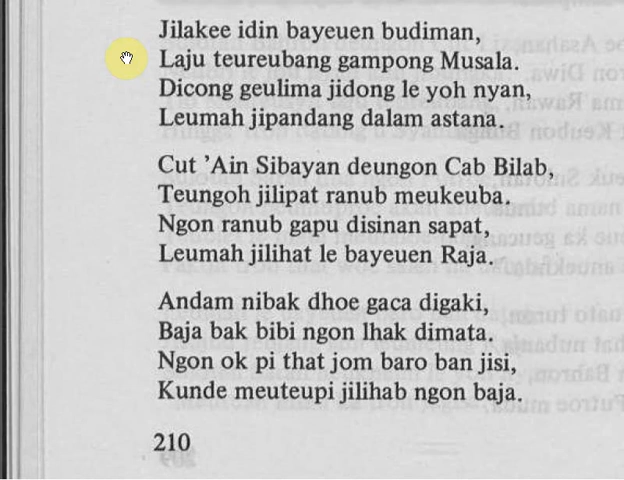 Jilakee idin bayeuen budiman,
Laju teureubang gampong Musala.
Dicong geulima jidong le yoh nyan,
Leumah jipandang dalam astana.
Cut 'Ain Sibayan deungon Cab Bilab,
Teungoh jilipat ranub meukeuba.
Ngon ranub gapu disinan sapat,
Leumah jilihat le bayeuen Raja.
Andam nibak dhoe gaca digaki,
Baja bak bibi ngon lhak dimata.
Ngon ok pi that jom baro ban jisi,
Kunde meuteupi jilihab ngon baja.
210